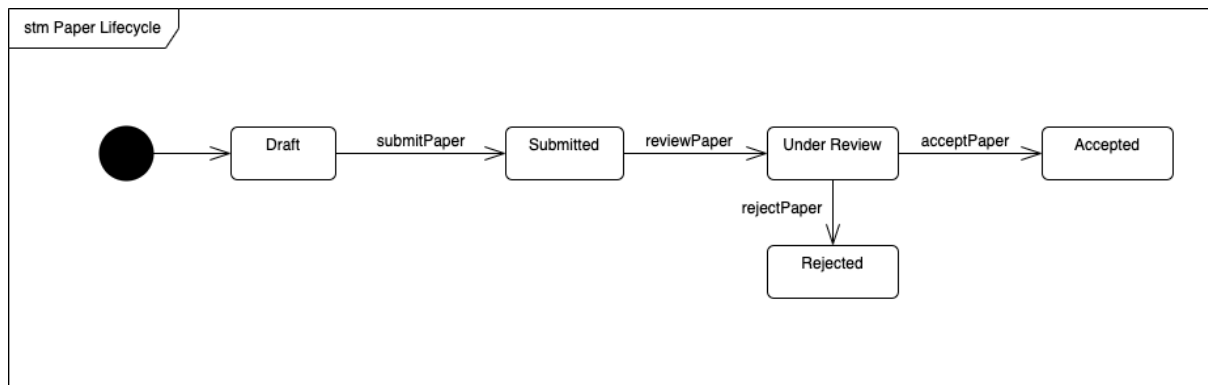 stm Paper Lifecycle
Draft
submitPaper
Submitted
reviewPaper
Under Review
acceptPaper
Accepted
rejectPaper
Rejected